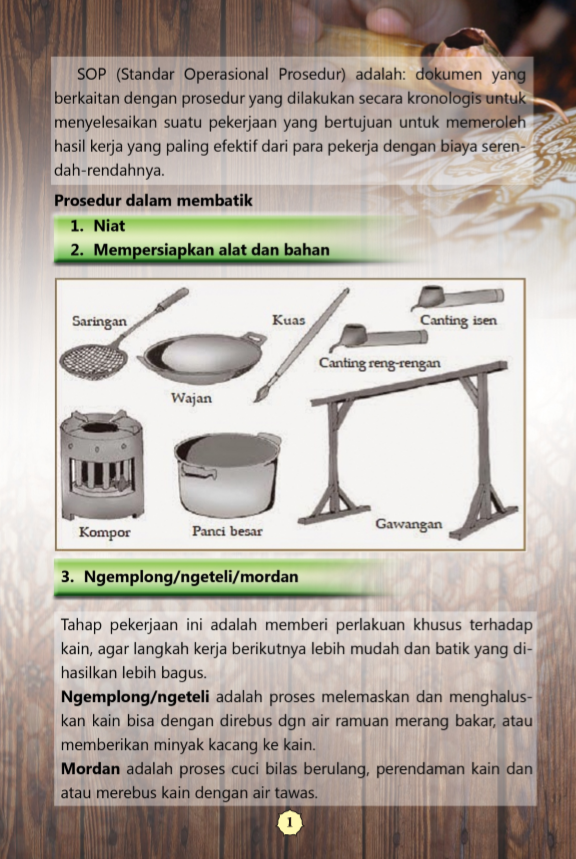 SOP (Standar Operasional Prosedur) adalah: dokumen yang
berkaitan dengan prosedur yang dilakukan secara kronologis untuk
menyelesaikan suatu pekerjaan yang bertujuan untuk memeroleh
hasil kerja yang paling efektif dari para pekerja dengan biaya seren-
dah-rendahnya.
Prosedur dalam membatik
1. Niat
2. Mempersiapkan alat dan bahan
Saringan
Wajan
Kuas
Canting isen
Canting reng-rengan
Kompor
Panci besar
Gawangan
3. Ngemplong/ngeteli/mordan
Tahap pekerjaan ini adalah memberi perlakuan khusus terhadap
kain, agar langkah kerja berikutnya lebih mudah dan batik yang di-
hasilkan lebih bagus.
Ngemplong/ngeteli adalah proses melemaskan dan menghalus-
kan kain bisa dengan direbus dgn air ramuan merang bakar, atau
memberikan minyak kacang ke kain.
Mordan adalah proses cuci bilas berulang, perendaman kain dan
atau merebus kain dengan air tawas.
1